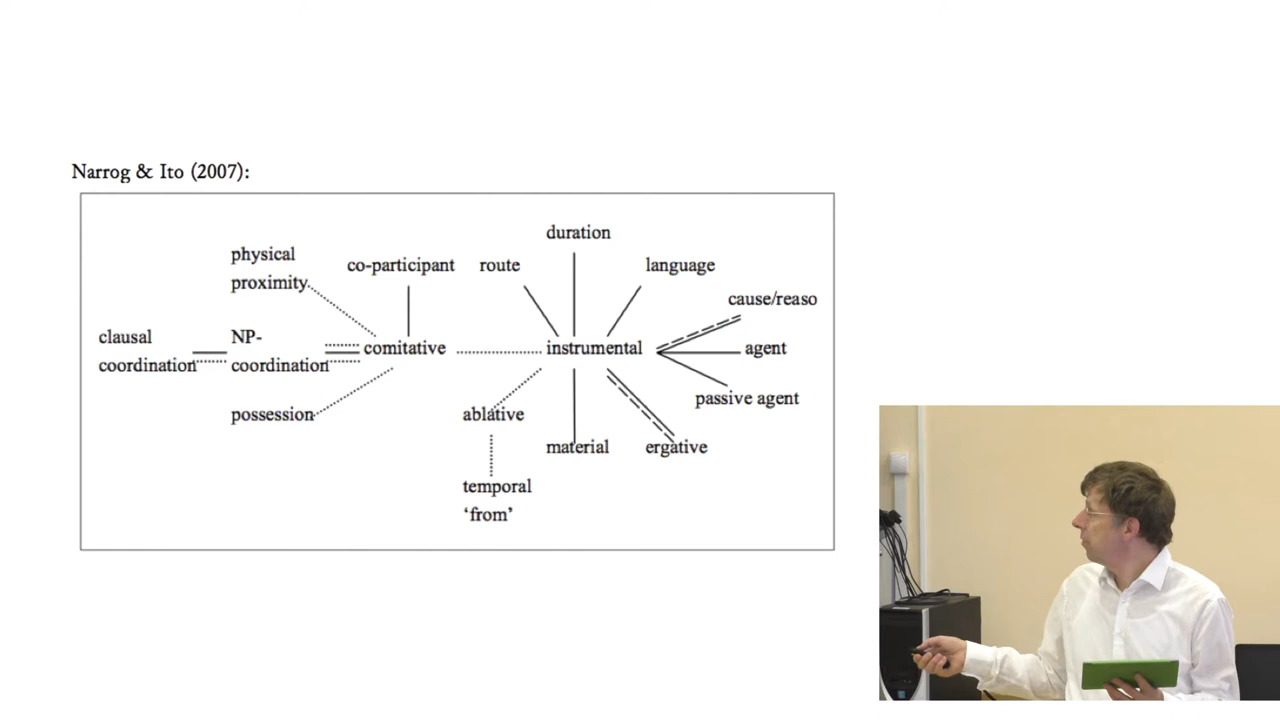 Narrog & Ito (2007):
duration
physical
proximity
co-participant
route
language
cause/reaso
clausal
coordination
NP-
coordination
comitative
instrumental
agent
passive agent
possession
ablative
material
ergative
temporal
‘from’